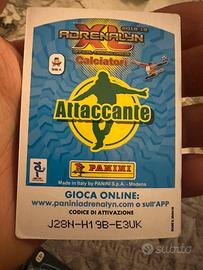 2018-19
ADRENALYN
XL
Calciatori
Attaccante
PANINI
Made in Italy by PANINI S.p.A. - Modena
GIOCA ONLINE:
www.paniniadrenalyn.com o sull'APP
CODICE DI ATTIVAZIONE
J28N-H19B-E3UK
subito